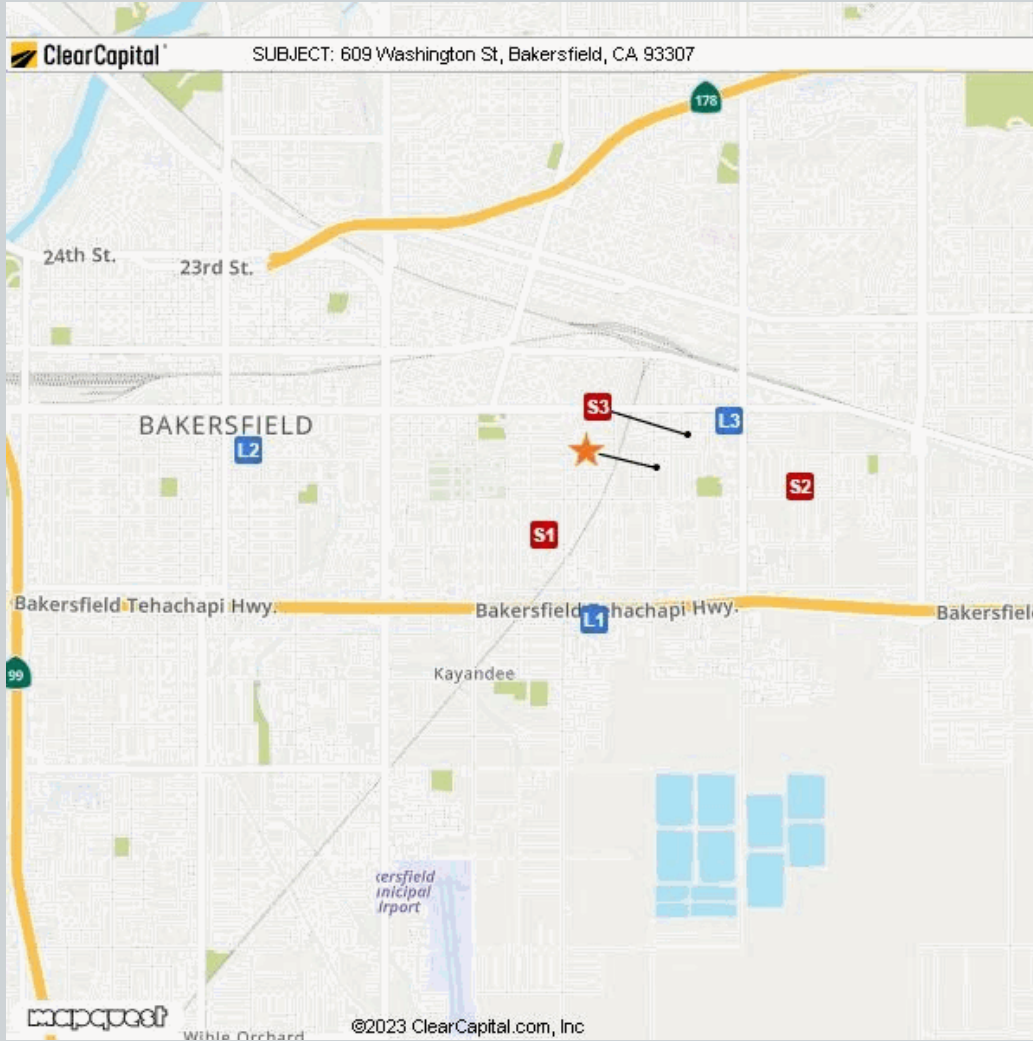 ClearCapital
SUBJECT: 609 Washington St, Bakersfield, CA 93307
178
24th St.
23rd St.
S3
L3
BAKERSFIELD
L2
S2
S1
Bakersfield Tehachapi Hwy.
Bakersfield Tehachapi Hwy.
Bakersfiel
L1
99
Kayandee
kersfield
unicipal
irport
mapquest
©2023 ClearCapital.com, Inc
Wible Orchard